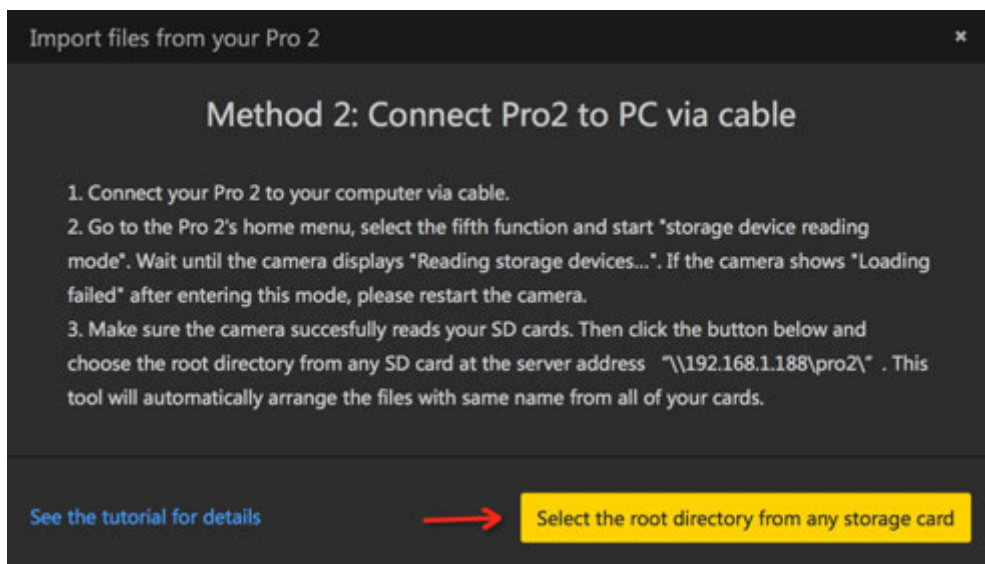 Import files from your Pro 2
Method 2: Connect Pro2 to PC via cable
1. Connect your Pro 2 to your computer via cable.
2. Go to the Pro 2's home menu, select the fifth function and start "storage device reading
mode". Wait until the camera displays "Reading storage devices...". If the camera shows "Loading
failed" after entering this mode, please restart the camera.
3. Make sure the camera succesfully reads your SD cards. Then click the button below and
choose the root directory from any SD card at the server address "\\192.168.1.188\pro2\" . This
tool will automatically arrange the files with same name from all of your cards.
See the tutorial for details
Select the root directory from any storage card